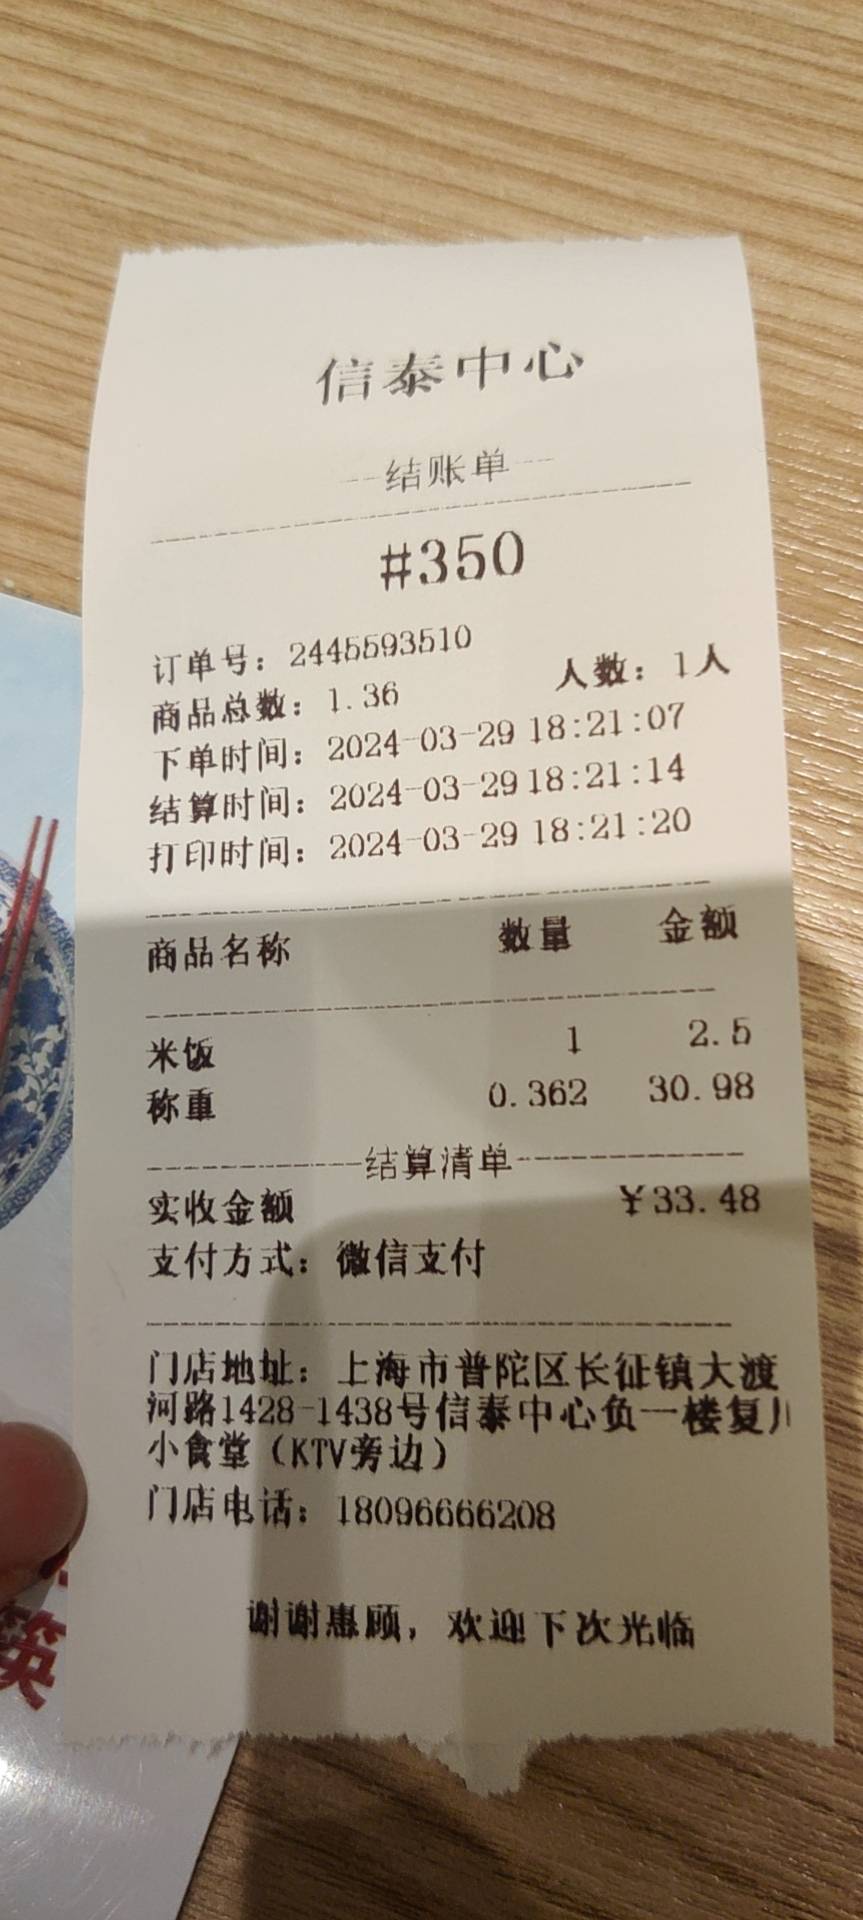 信泰中心
--结账单--
#350
订单号：2445593510
商品总数：1.36 人数：1人
下单时间：2024-03-29 18:21:07
结算时间：2024-03-29 18:21:14
打印时间：2024-03-29 18:21:20
商品名称 数量 金额
米饭 1 2.5
称重 0.362 30.98
------------结算清单------------
实收金额 ¥33.48
支付方式：微信支付
门店地址：上海市普陀区长征镇大渡
河路1428-1438号信泰中心负一楼复川
小食堂（KTV旁边）
门店电话：18096666208
谢谢惠顾，欢迎下次光临
筷